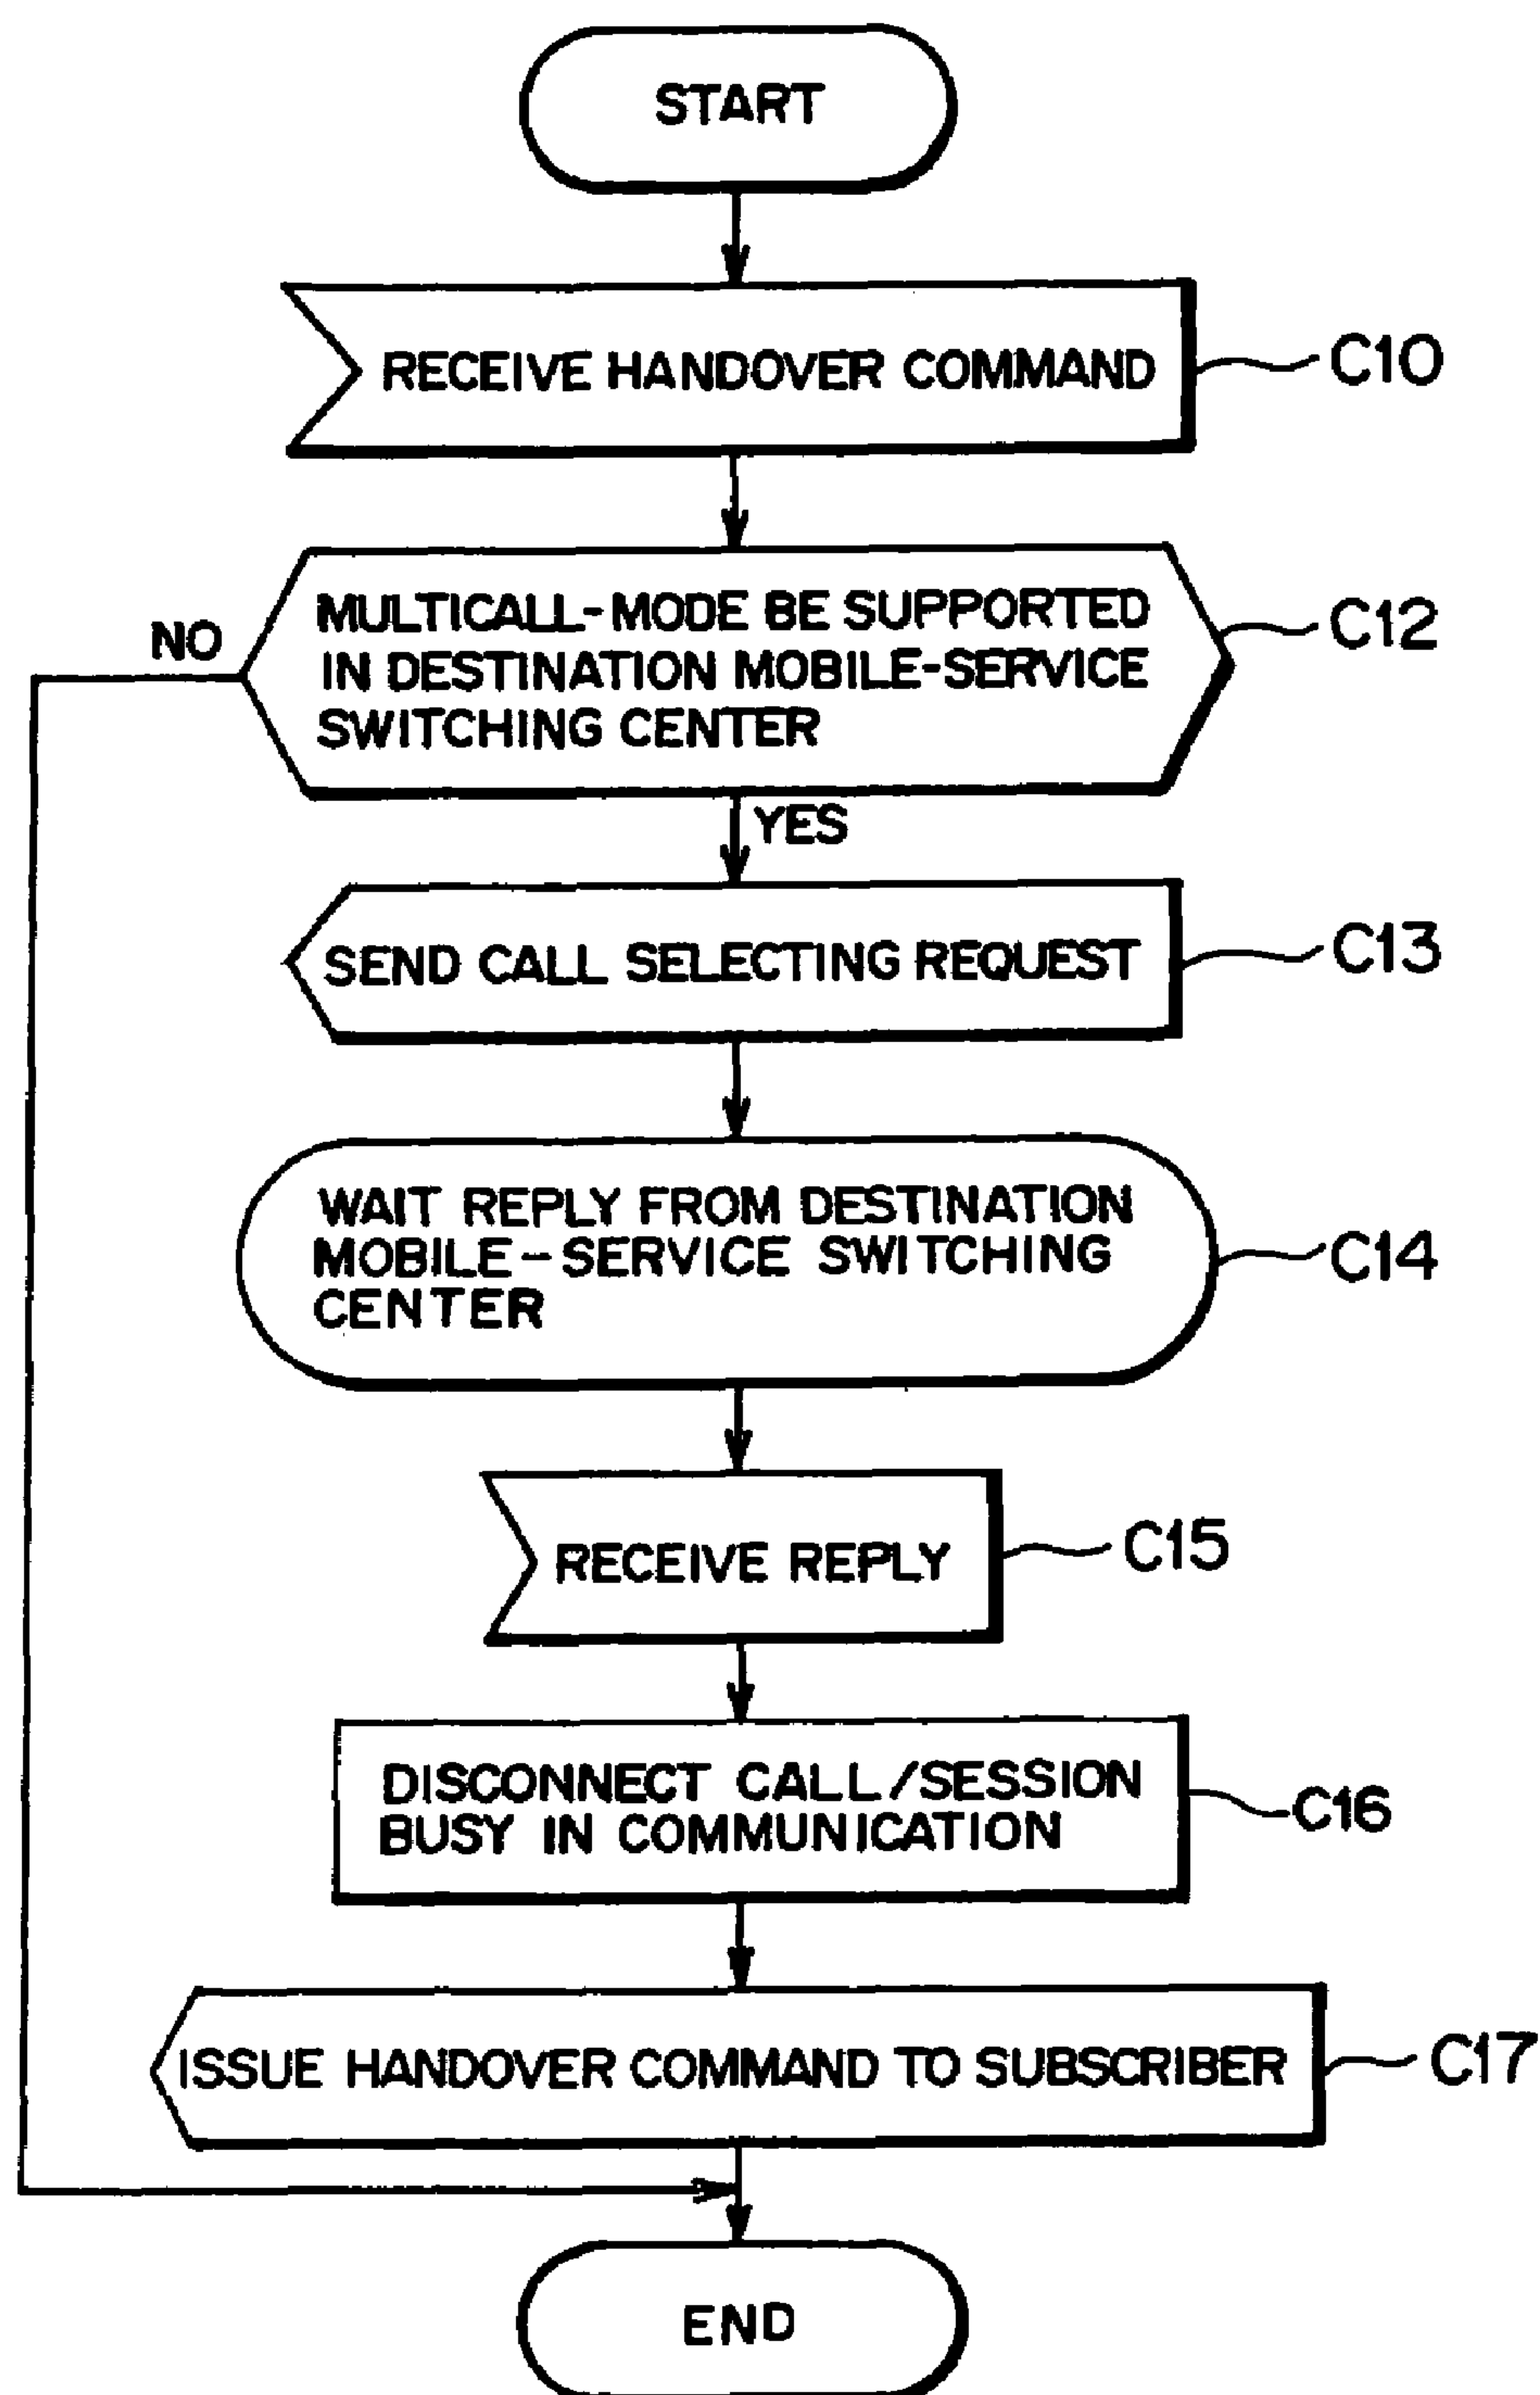 START
RECEIVE HANDOVER COMMAND
C10
MULTICALL-MODE BE SUPPORTED
IN DESTINATION MOBILE-SERVICE
SWITCHING CENTER
C12
NO
YES
SEND CALL SELECTING REQUEST
C13
WAIT REPLY FROM DESTINATION
MOBILE-SERVICE SWITCHING
CENTER
C14
RECEIVE REPLY
C15
DISCONNECT CALL/SESSION
BUSY IN COMMUNICATION
C16
ISSUE HANDOVER COMMAND TO SUBSCRIBER
C17
END